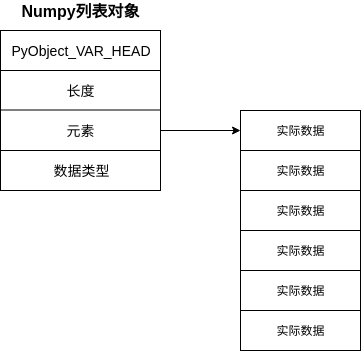 Numpy列表对象
PyObject_VAR_HEAD
长度
元素
数据类型
实际数据
实际数据
实际数据
实际数据
实际数据
实际数据